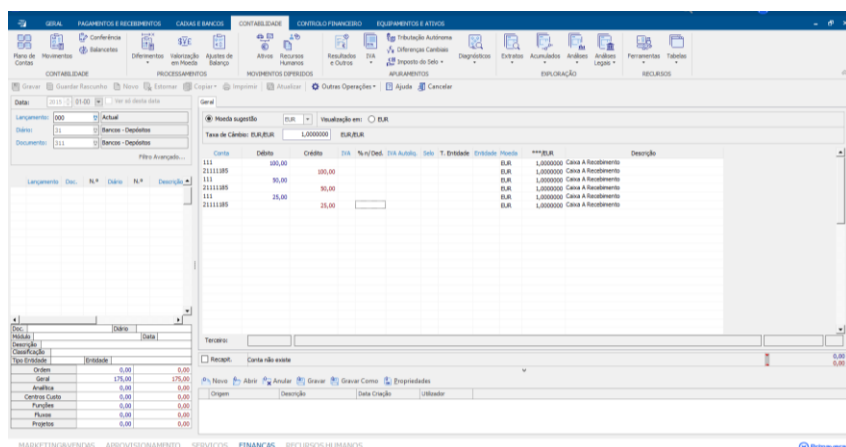 GERAL PAGAMENTOS E RECEBIMENTOS CAIXAS E BANCOS CONTABILIDADE CONTROLO FINANCEIRO EQUIPAMENTOS E ATIVOS
Plano de Contas Movimentos Conferência Balancetes Diferimentos Valorização em Moeda Ajustes de Balanço Ativos Recursos Humanos Resultados e Outros IVA Tributação Autónoma Diferenças Cambiais Imposto do Selo Diagnósticos Extratos Acumulados Análises Análises Legais Ferramentas Tabelas
CONTABILIDADE PROCESSAMENTOS MOVIMENTOS DIFERIDOS APURAMENTOS EXPLORAÇÃO RECURSOS
Gravar Guardar Rascunho Novo Estornar Copiar Imprimir Atualizar Outras Operações Ajuda Cancelar
Data: 2015 01-00 Ver só desta data
Lançamento: 000 Actual
Diário: 31 Bancos - Depósitos
Documento: 311 Bancos - Depósitos
Filtro Avançado...
Lançamento Doc. N.º Diário N.º Descrição
Geral
Moeda sugestão EUR Visualização em: EUR
Taxa de Câmbio: EUR/EUR 1,0000000 EUR/EUR
Conta Débito Crédito IVA % n/Ded. IVA Autoliq. Selo T. Entidade Entidade Moeda ***/EUR Descrição
111 100,00 EUR 1,0000000 Caixa A Recebimento
21111185 100,00 EUR 1,0000000 Caixa A Recebimento
111 50,00 EUR 1,0000000 Caixa A Recebimento
21111185 50,00 EUR 1,0000000 Caixa A Recebimento
111 25,00 EUR 1,0000000 Caixa A Recebimento
21111185 25,00 EUR 1,0000000 Caixa A Recebimento
Terceiro:
Recapit. Conta não existe 0,00
0,00
Doc. Diário
Módulo Data
Descrição
Classificação
Tipo Entidade Entidade
Ordem 0,00 0,00
Geral 175,00 175,00
Analítica 0,00 0,00
Centros Custo 0,00 0,00
Funções 0,00 0,00
Fluxos 0,00 0,00
Projetos 0,00 0,00
Novo Abrir Anular Gravar Gravar Como Propriedades
Origem Descrição Data Criação Utilizador
MARKETING&VENDAS APROVISIONAMENTO SERVIÇOS FINANÇAS RECURSOS HUMANOS